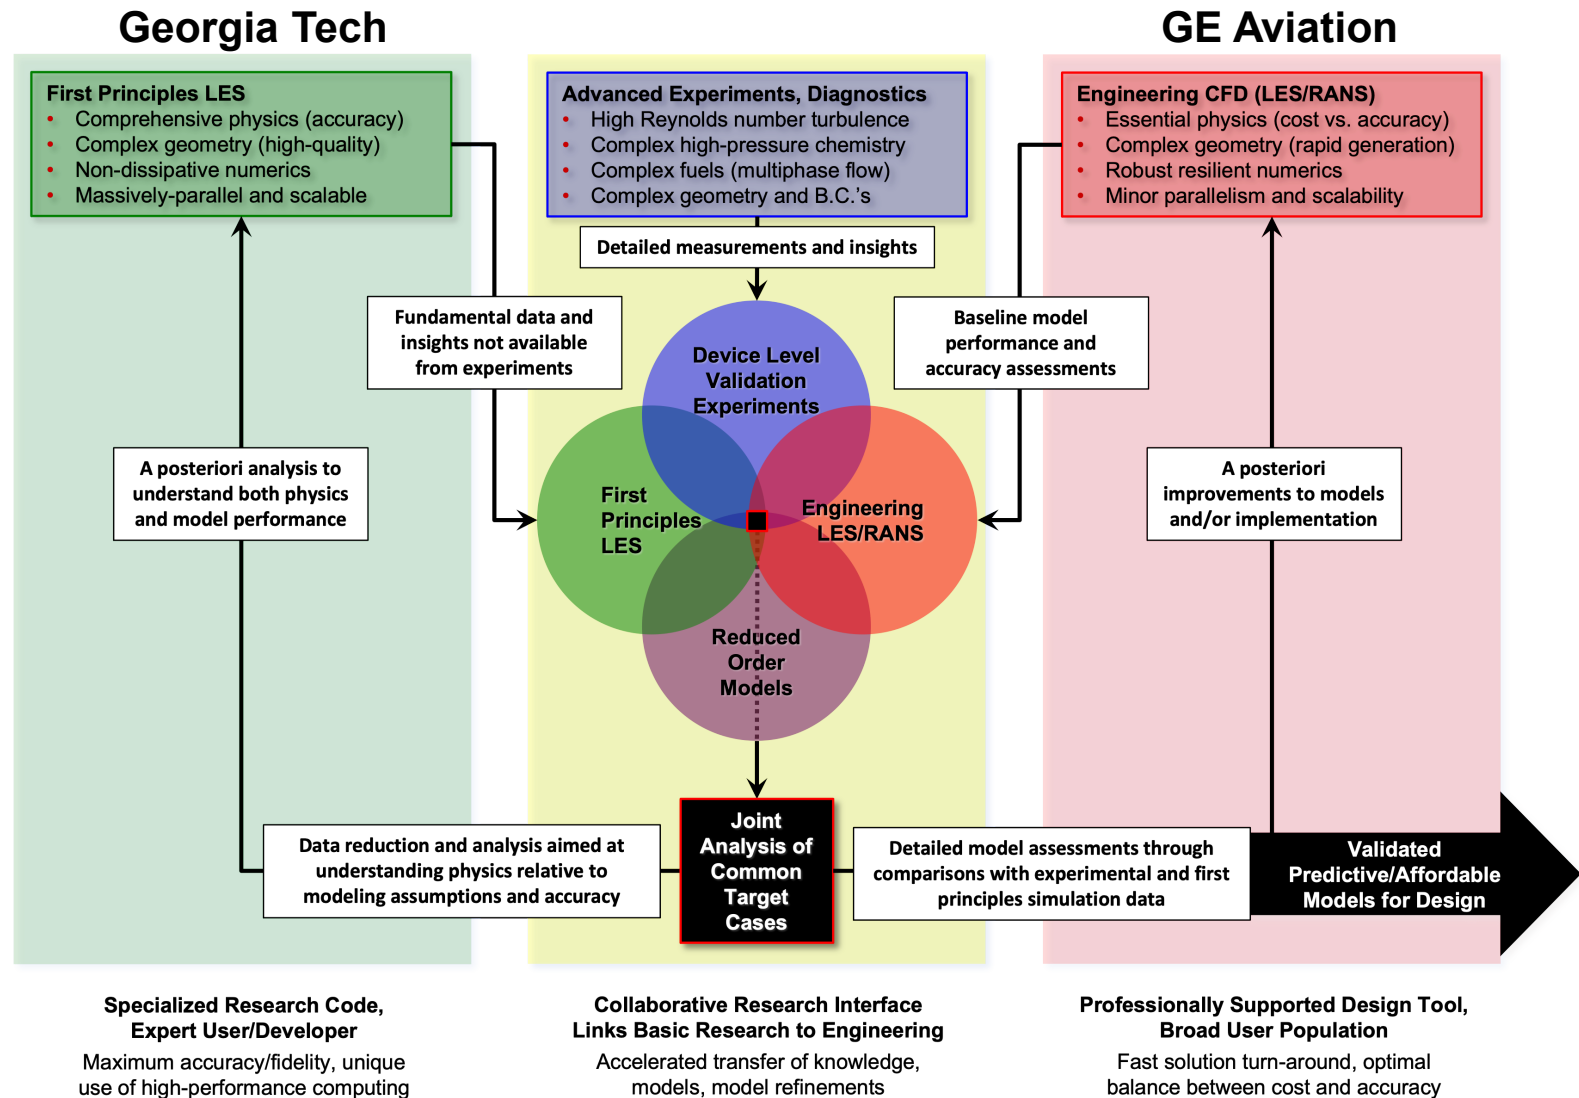 Georgia Tech
GE Aviation
First Principles LES
• Comprehensive physics (accuracy)
• Complex geometry (high-quality)
• Non-dissipative numerics
• Massively-parallel and scalable
Advanced Experiments, Diagnostics
• High Reynolds number turbulence
• Complex high-pressure chemistry
• Complex fuels (multiphase flow)
• Complex geometry and B.C.'s
Engineering CFD (LES/RANS)
• Essential physics (cost vs. accuracy)
• Complex geometry (rapid generation)
• Robust resilient numerics
• Minor parallelism and scalability
Detailed measurements and insights
Fundamental data and
insights not available
from experiments
Baseline model
performance and
accuracy assessments
Device Level
Validation
Experiments
A posteriori analysis to
understand both physics
and model performance
First
Principles
LES
Engineering
LES/RANS
A posteriori
improvements to models
and/or implementation
Reduced
Order
Models
Data reduction and analysis aimed at
understanding physics relative to
modeling assumptions and accuracy
Joint
Analysis of
Common
Target
Cases
Detailed model assessments through
comparisons with experimental and first
principles simulation data
Validated
Predictive/Affordable
Models for Design
Specialized Research Code,
Expert User/Developer
Maximum accuracy/fidelity, unique
use of high-performance computing
Collaborative Research Interface
Links Basic Research to Engineering
Accelerated transfer of knowledge,
models, model refinements
Professionally Supported Design Tool,
Broad User Population
Fast solution turn-around, optimal
balance between cost and accuracy